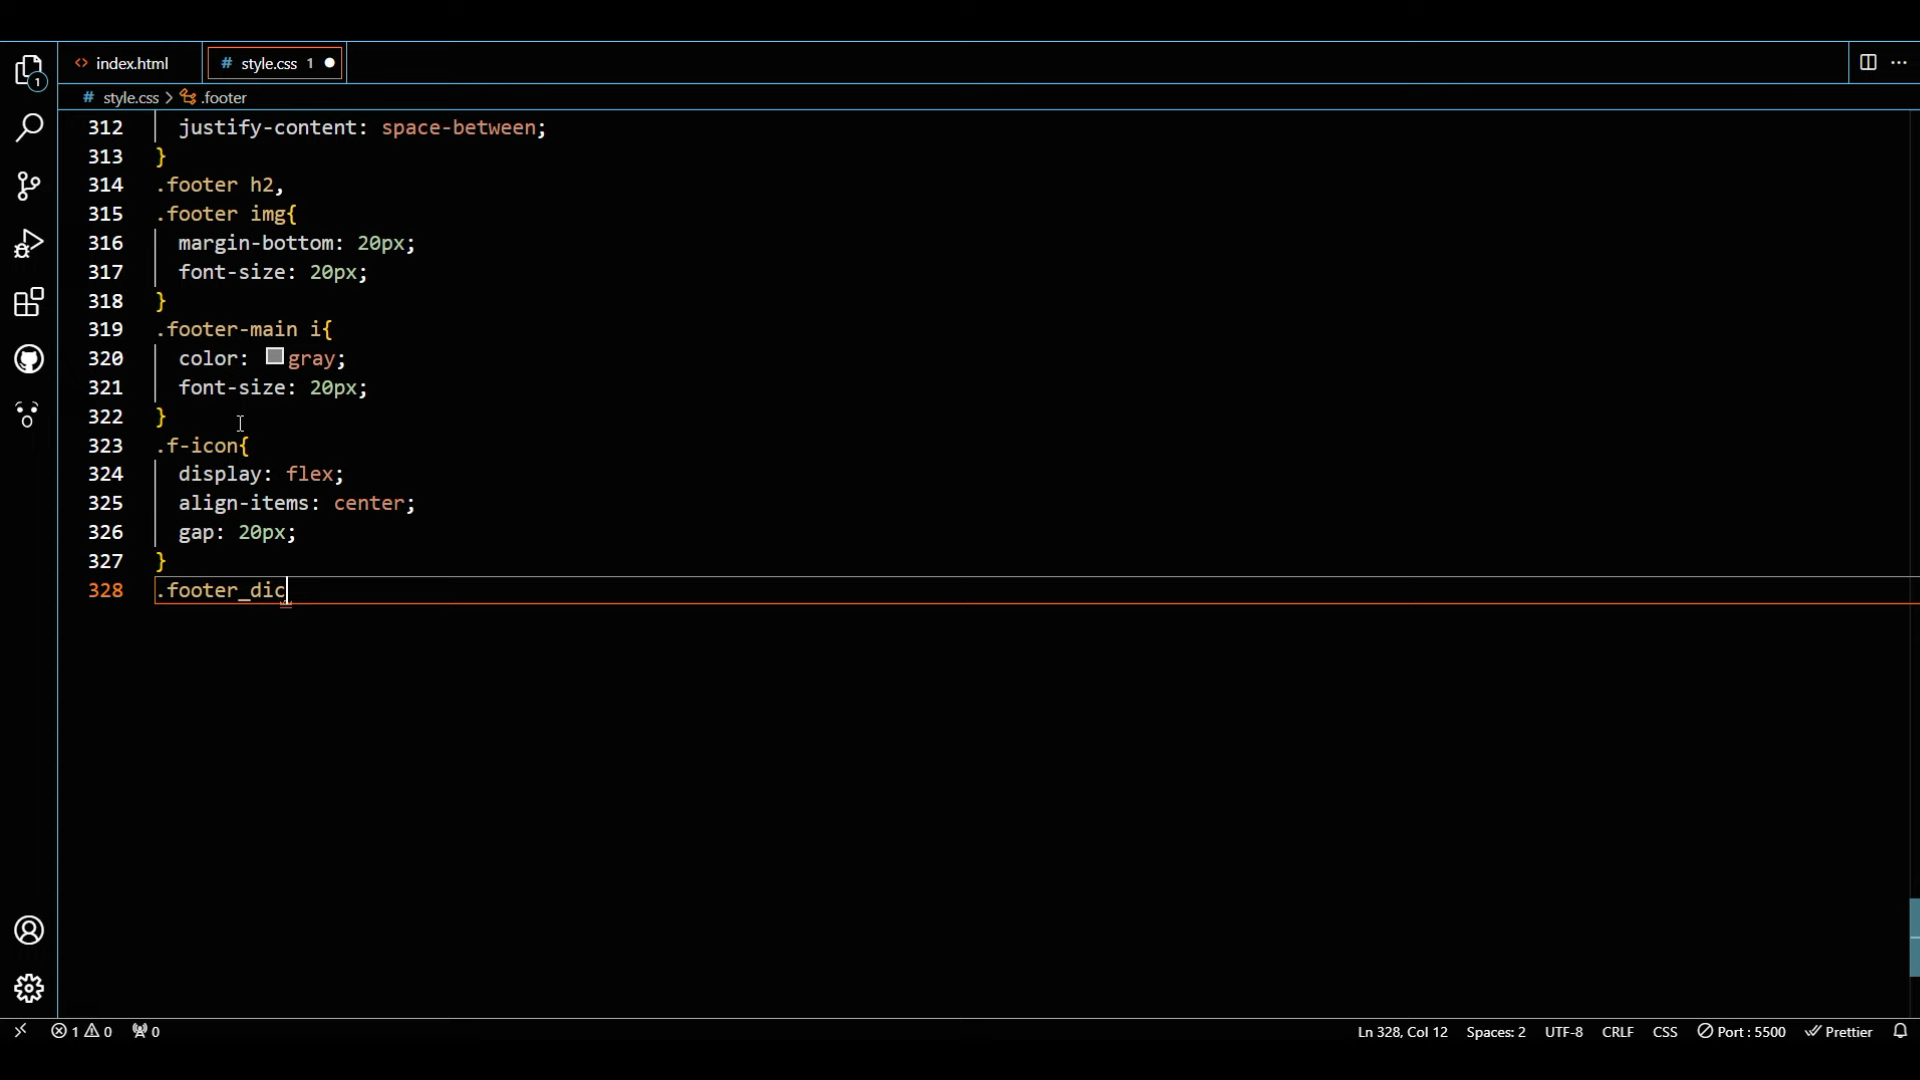 index.html
style.css 1
style.css > .footer
312 justify-content: space-between;
313 }
314 .footer h2,
315 .footer img{
316 margin-bottom: 20px;
317 font-size: 20px;
318 }
319 .footer-main i{
320 color: gray;
321 font-size: 20px;
322 }
323 .f-icon{
324 display: flex;
325 align-items: center;
326 gap: 20px;
327 }
328 .footer_dic
1
1 0 0 Ln 328, Col 12 Spaces: 2 UTF-8 CRLF CSS Port : 5500 Prettier